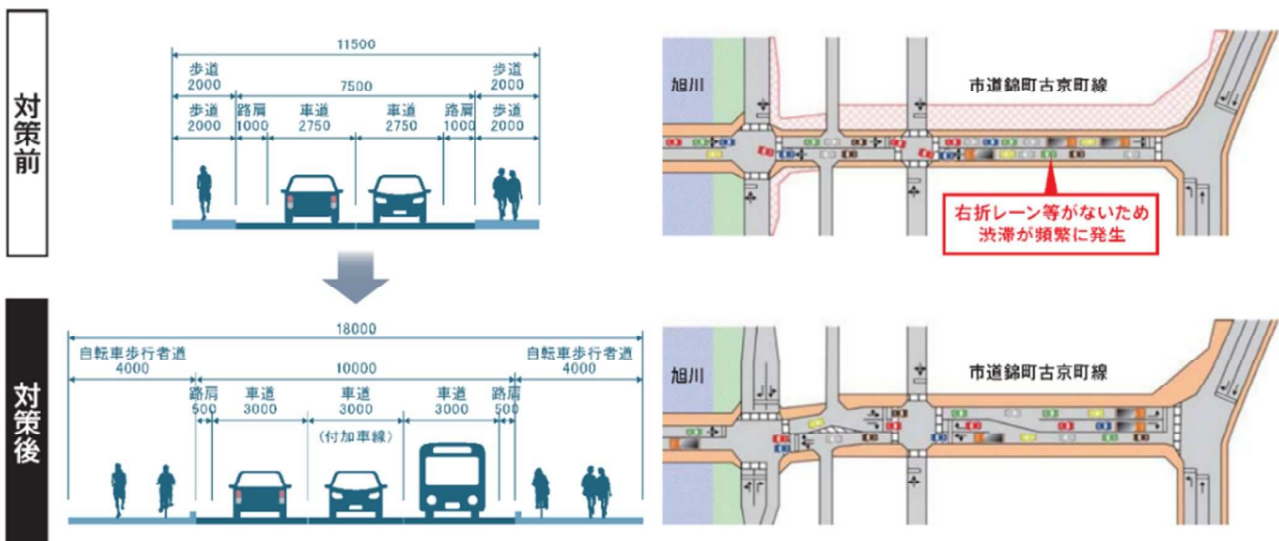 対策前
11500
歩道
2000
7500
歩道
2000
歩道
2000
路肩
1000
車道
2750
車道
2750
路肩
1000
歩道
2000
旭川
市道錦町古京町線
右折レーン等がないため
渋滞が頻繁に発生
対策後
18000
自転車歩行者道
4000
10000
自転車歩行者道
4000
路肩
500
車道
3000
車道
3000
(付加車線)
車道
3000
路肩
500
旭川
市道錦町古京町線